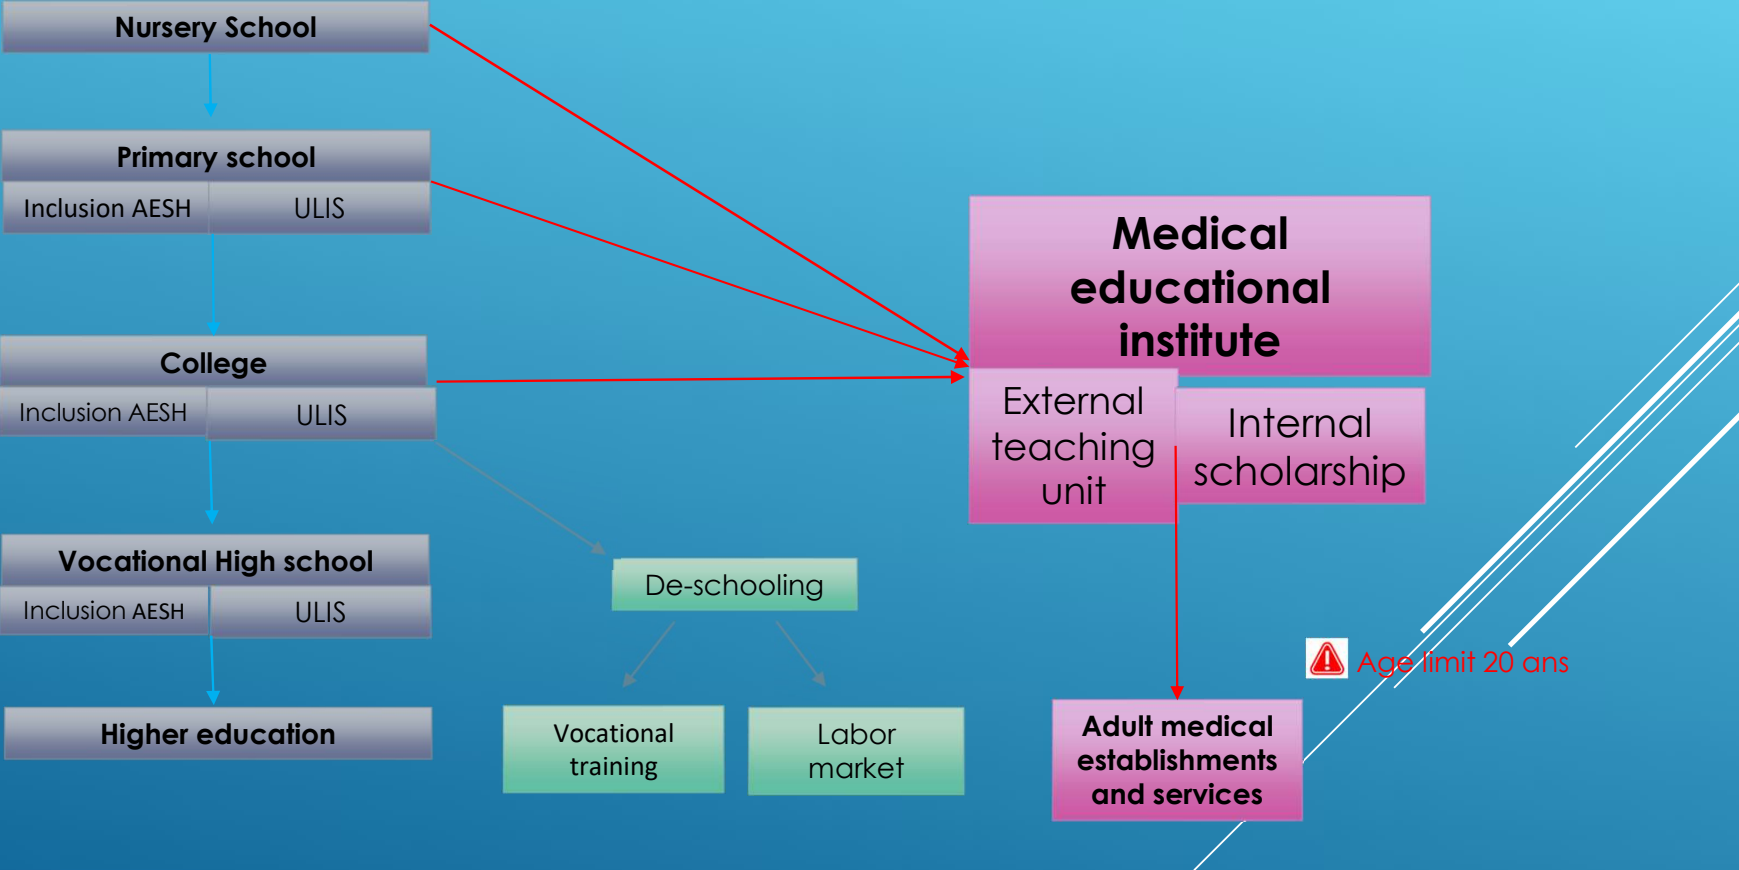 Nursery School
Primary school
Inclusion AESH
ULIS
College
Inclusion AESH
ULIS
Vocational High school
Inclusion AESH
ULIS
Higher education
De-schooling
Vocational
training
Labor
market
Medical
educational
institute
External
teaching
unit
Internal
scholarship
Age limit 20 ans
Adult medical
establishments
and services